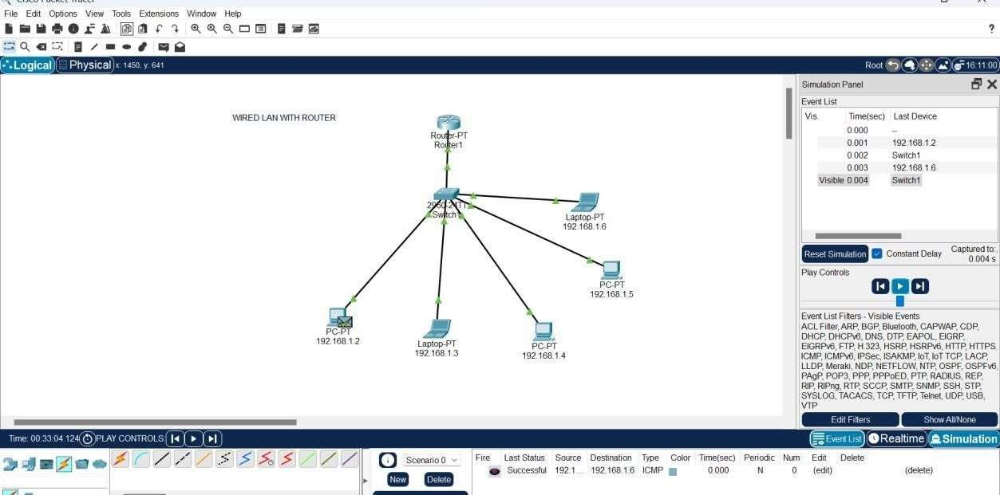 Cisco Packet Tracer
File Edit Options View Tools Extensions Window Help
?
Logical Physical x: 1450, y: 641
Root 16:11:00
WIRED LAN WITH ROUTER
Router-PT
Router1
2960-24TT
Switch1
Laptop-PT
192.168.1.6
PC-PT
192.168.1.5
PC-PT
192.168.1.2
Laptop-PT
192.168.1.3
PC-PT
192.168.1.4
Simulation Panel
Event List
Vis. Time(sec) Last Device
0.000 --
0.001 192.168.1.2
0.002 Switch1
0.003 192.168.1.6
Visible 0.004 Switch1
Reset Simulation Constant Delay Captured to:
0.004 s
Play Controls
Event List Filters - Visible Events
ACL Filter, ARP, BGP, Bluetooth, CAPWAP, CDP,
DHCP, DHCPv6, DNS, DTP, EAPOL, EIGRP,
EIGRPv6, FTP, H.323, HSRP, HSRPv6, HTTP, HTTPS,
ICMP, ICMPv6, IPSec, ISAKMP, IoT, IoT TCP, LACP,
LLDP, Meraki, NDP, NETFLOW, NTP, OSPF, OSPFv6,
PAgP, POP3, PPP, PPPoED, PTP, RADIUS, REP,
RIP, RIPng, RTP, SCCP, SMTP, SNMP, SSH, STP,
SYSLOG, TACACS, TCP, TFTP, Telnet, UDP, USB,
VTP
Edit Filters Show All/None
Time: 00:33:04.124 PLAY CONTROLS:
Event List Realtime Simulation
Scenario 0
New Delete
Fire Last Status Source Destination Type Color Time(sec) Periodic Num Edit Delete
Successful 192.1... 192.168.1.6 ICMP 0.000 N 0 (edit) (delete)